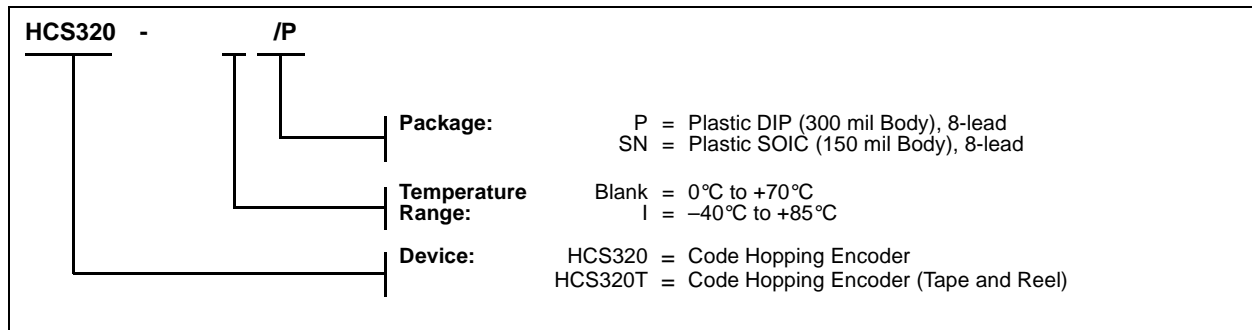 HCS320 - /P
Package: P = Plastic DIP (300 mil Body), 8-lead
SN = Plastic SOIC (150 mil Body), 8-lead
Temperature Blank = 0°C to +70°C
Range: I = –40°C to +85°C
Device: HCS320 = Code Hopping Encoder
HCS320T = Code Hopping Encoder (Tape and Reel)